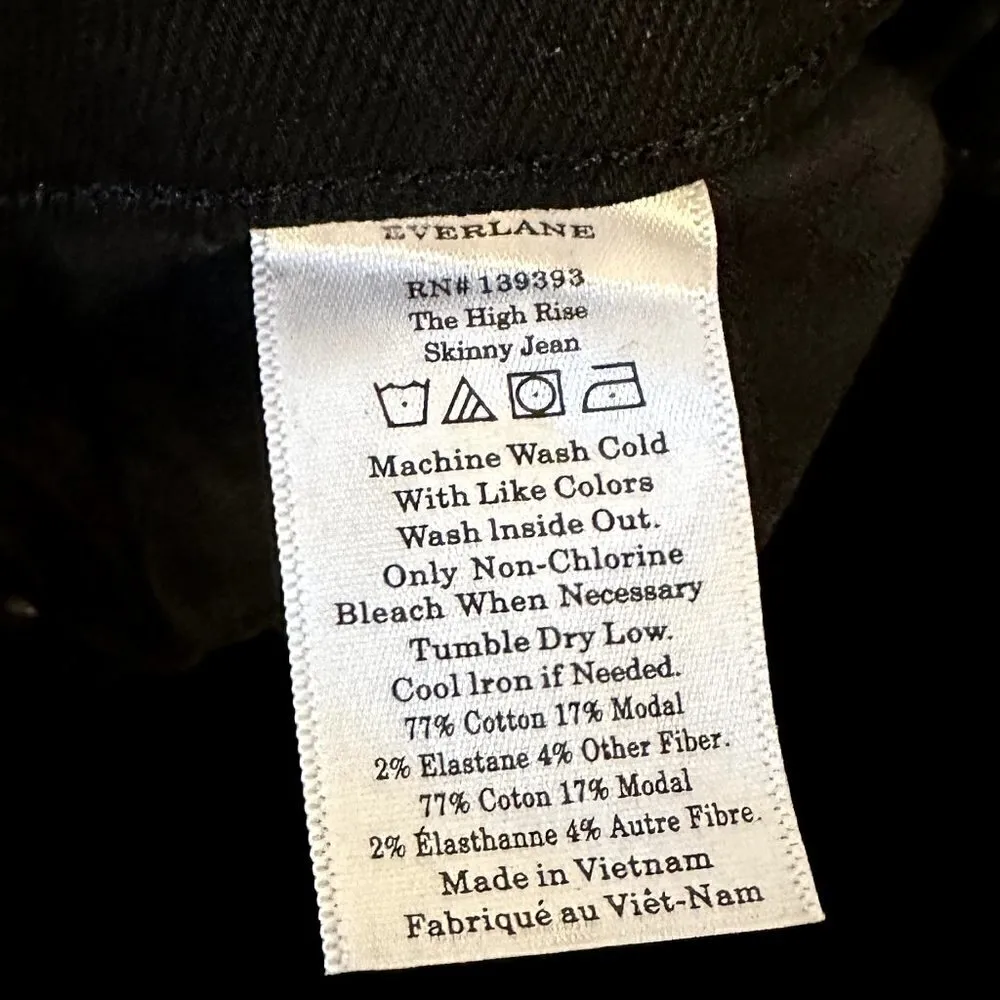 EVERLANE
RN# 139393
The High Rise
Skinny Jean
Machine Wash Cold
With Like Colors
Wash Inside Out.
Only Non-Chlorine
Bleach When Necessary
Tumble Dry Low.
Cool Iron if Needed.
77% Cotton 17% Modal
2% Elastane 4% Other Fiber.
77% Coton 17% Modal
2% Élasthanne 4% Autre Fibre.
Made in Vietnam
Fabriqué au Viêt-Nam